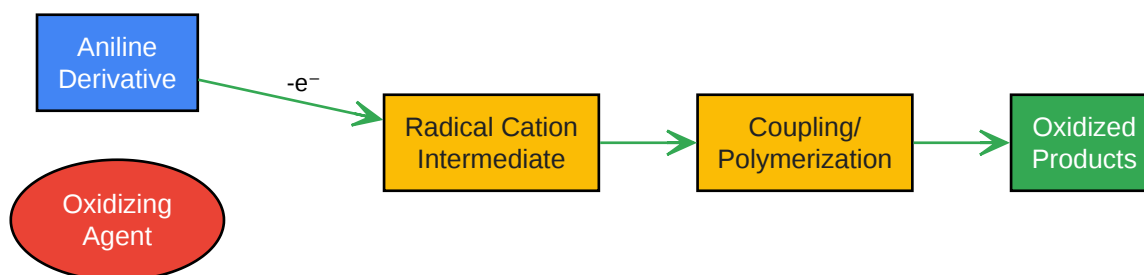 Aniline
Derivative
-e⁻
Radical Cation
Intermediate
Coupling/
Polymerization
Oxidized
Products
Oxidizing
Agent